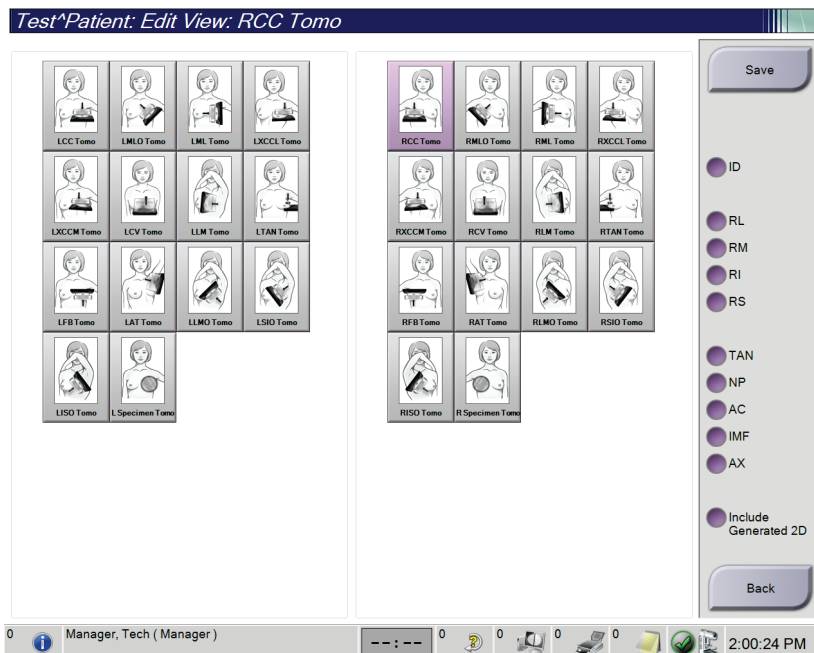 Test^Patient: Edit View: RCC Tomo
LCC Tomo
LMLO Tomo
LML Tomo
LXCCL Tomo
LXCCM Tomo
LCV Tomo
LLM Tomo
LTAN Tomo
LFB Tomo
LAT Tomo
LLMO Tomo
LSIO Tomo
LISO Tomo
L Specimen Tomo
RCC Tomo
RMLO Tomo
RML Tomo
RXCCL Tomo
RXCCM Tomo
RCV Tomo
RLM Tomo
RTAN Tomo
RFB Tomo
RAT Tomo
RLMO Tomo
RSIO Tomo
RISO Tomo
R Specimen Tomo
Save
ID
RL
RM
RI
RS
TAN
NP
AC
IMF
AX
Include
Generated 2D
Back
0
Manager, Tech ( Manager )
--:--
0
0
0
0
2:00:24 PM